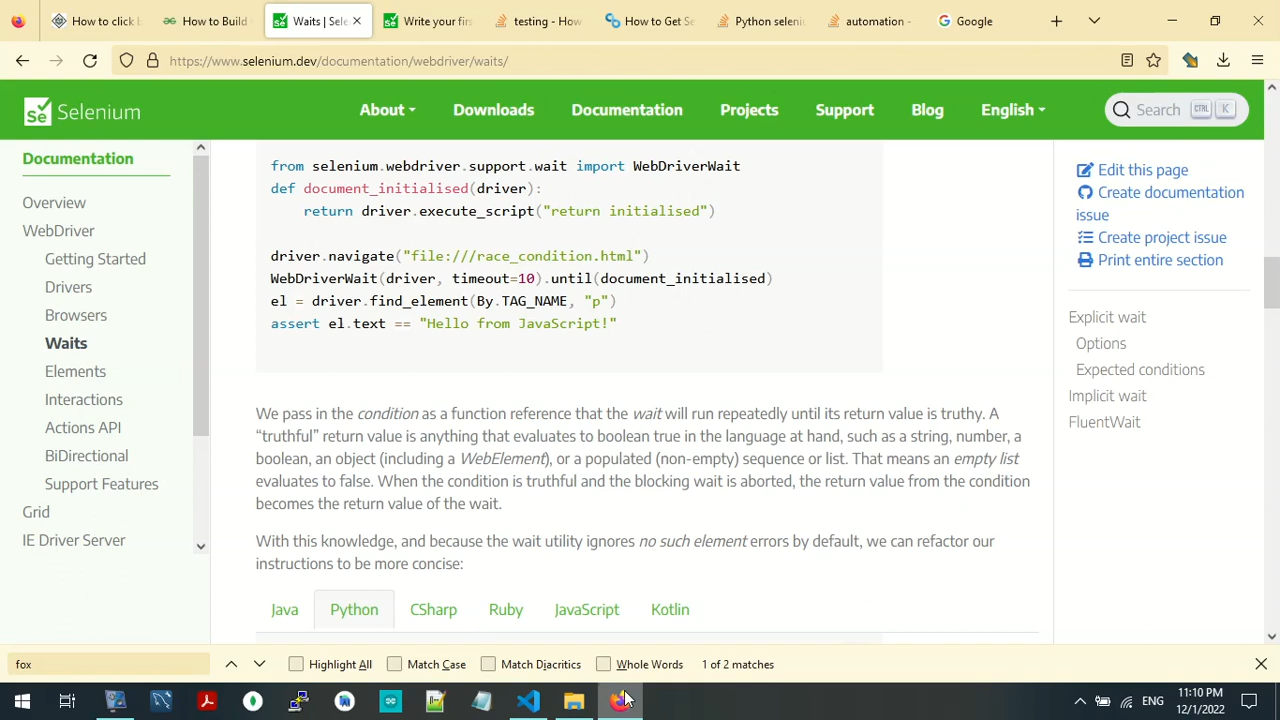 How to click b
How to Build
Waits | Sele
Write your firs
testing - How
How to Get Se
Python seleni
automation -
Google
https://www.selenium.dev/documentation/webdriver/waits/
Se Selenium
About
Downloads
Documentation
Projects
Support
Blog
English
Search CTRL K
Documentation
Overview
WebDriver
Getting Started
Drivers
Browsers
Waits
Elements
Interactions
Actions API
BiDirectional
Support Features
Grid
IE Driver Server
from selenium.webdriver.support.wait import WebDriverWait
def document_initialised(driver):
return driver.execute_script("return initialised")
driver.navigate("file:///race_condition.html")
WebDriverWait(driver, timeout=10).until(document_initialised)
el = driver.find_element(By.TAG_NAME, "p")
assert el.text == "Hello from JavaScript!"
We pass in the condition as a function reference that the wait will run repeatedly until its return value is truthy. A
“truthful” return value is anything that evaluates to boolean true in the language at hand, such as a string, number, a
boolean, an object (including a WebElement), or a populated (non-empty) sequence or list. That means an empty list
evaluates to false. When the condition is truthful and the blocking wait is aborted, the return value from the condition
becomes the return value of the wait.
With this knowledge, and because the wait utility ignores no such element errors by default, we can refactor our
instructions to be more concise:
Java
Python
CSharp
Ruby
JavaScript
Kotlin
Edit this page
Create documentation
issue
Create project issue
Print entire section
Explicit wait
Options
Expected conditions
Implicit wait
FluentWait
fox
Highlight All
Match Case
Match Diacritics
Whole Words
1 of 2 matches
ENG
11:10 PM
12/1/2022